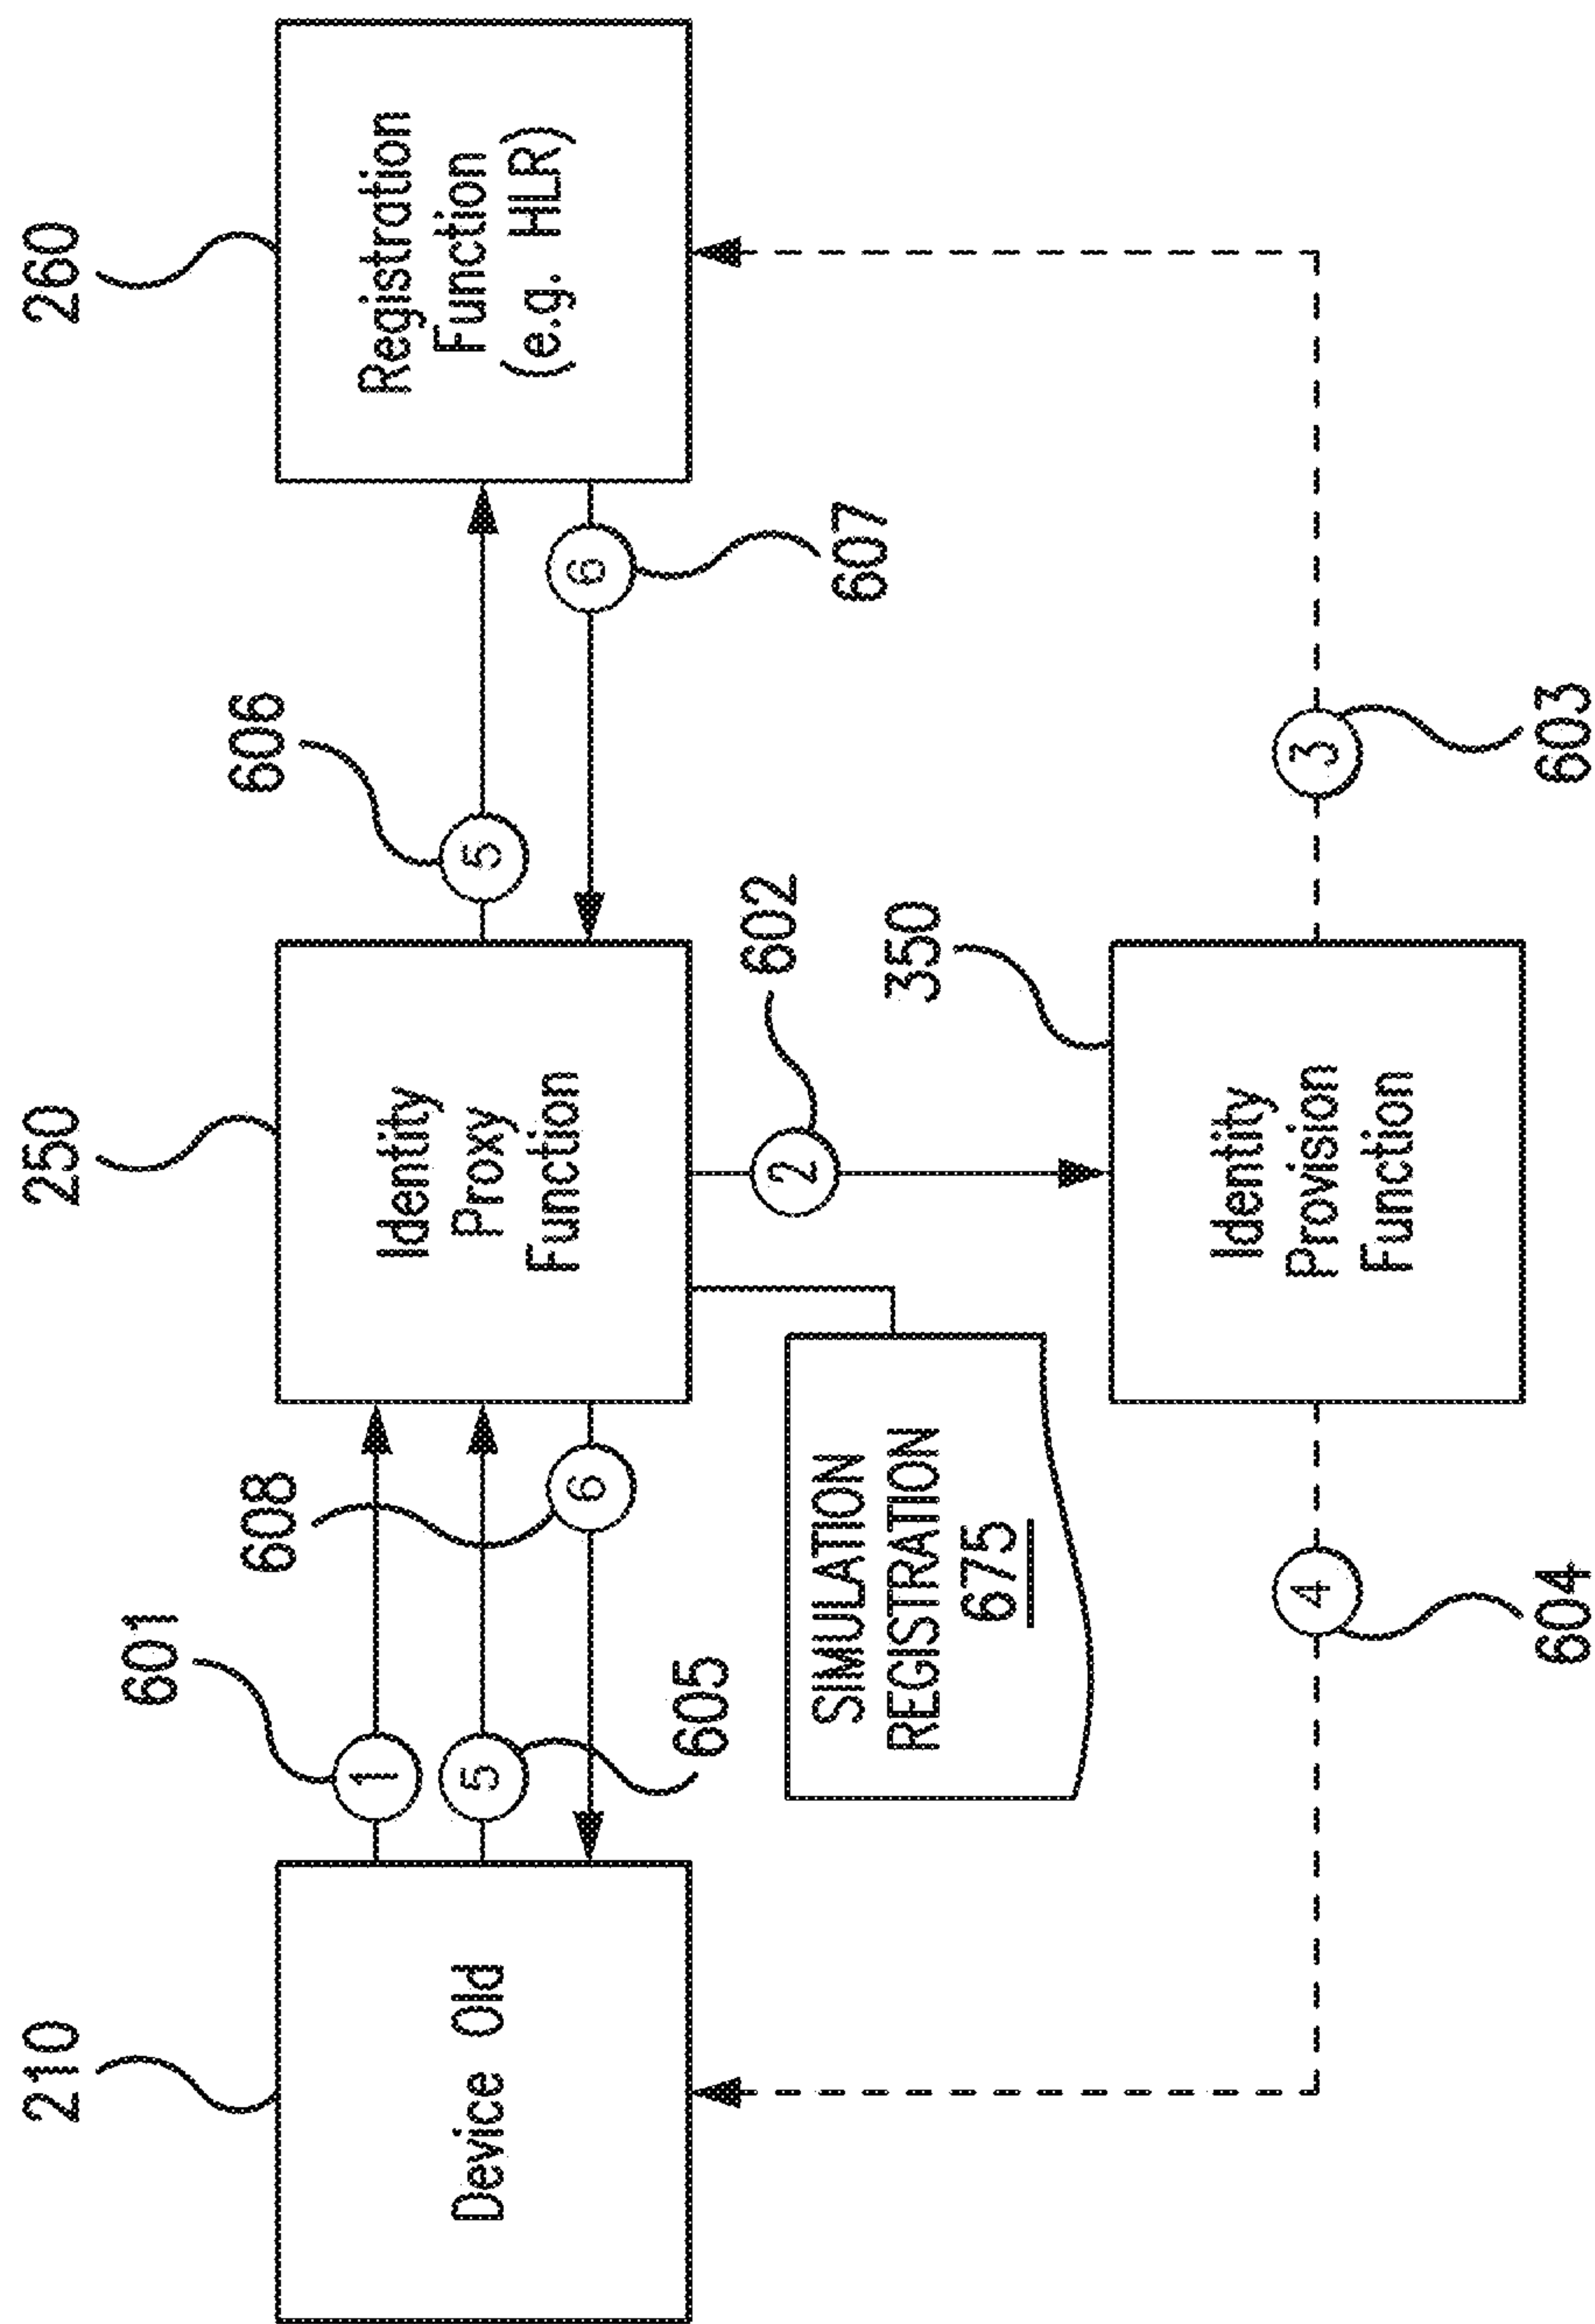 210
250
260
Device Old
Identity
Proxy
Function
Registration
Function
(e.g. HLR)
601
1
608
5
605
6
606
5
6
607
2
602
SIMULATION
REGISTRATION
675
350
Identity
Provision
Function
4
604
3
603